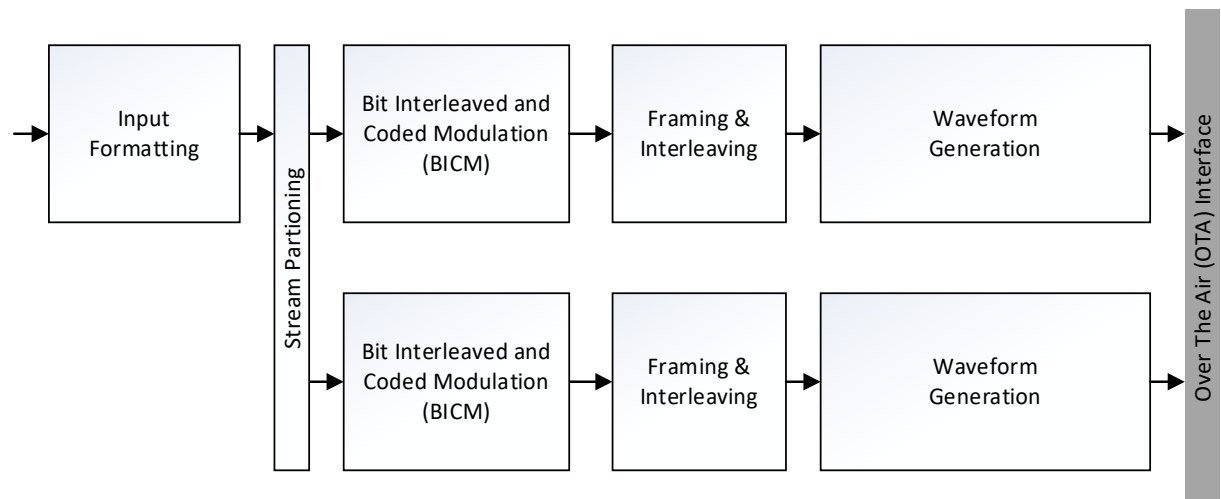 Input
Formatting
Stream Partioning
Bit Interleaved and
Coded Modulation
(BICM)
Framing &
Interleaving
Waveform
Generation
Bit Interleaved and
Coded Modulation
(BICM)
Framing &
Interleaving
Waveform
Generation
Over The Air (OTA) Interface